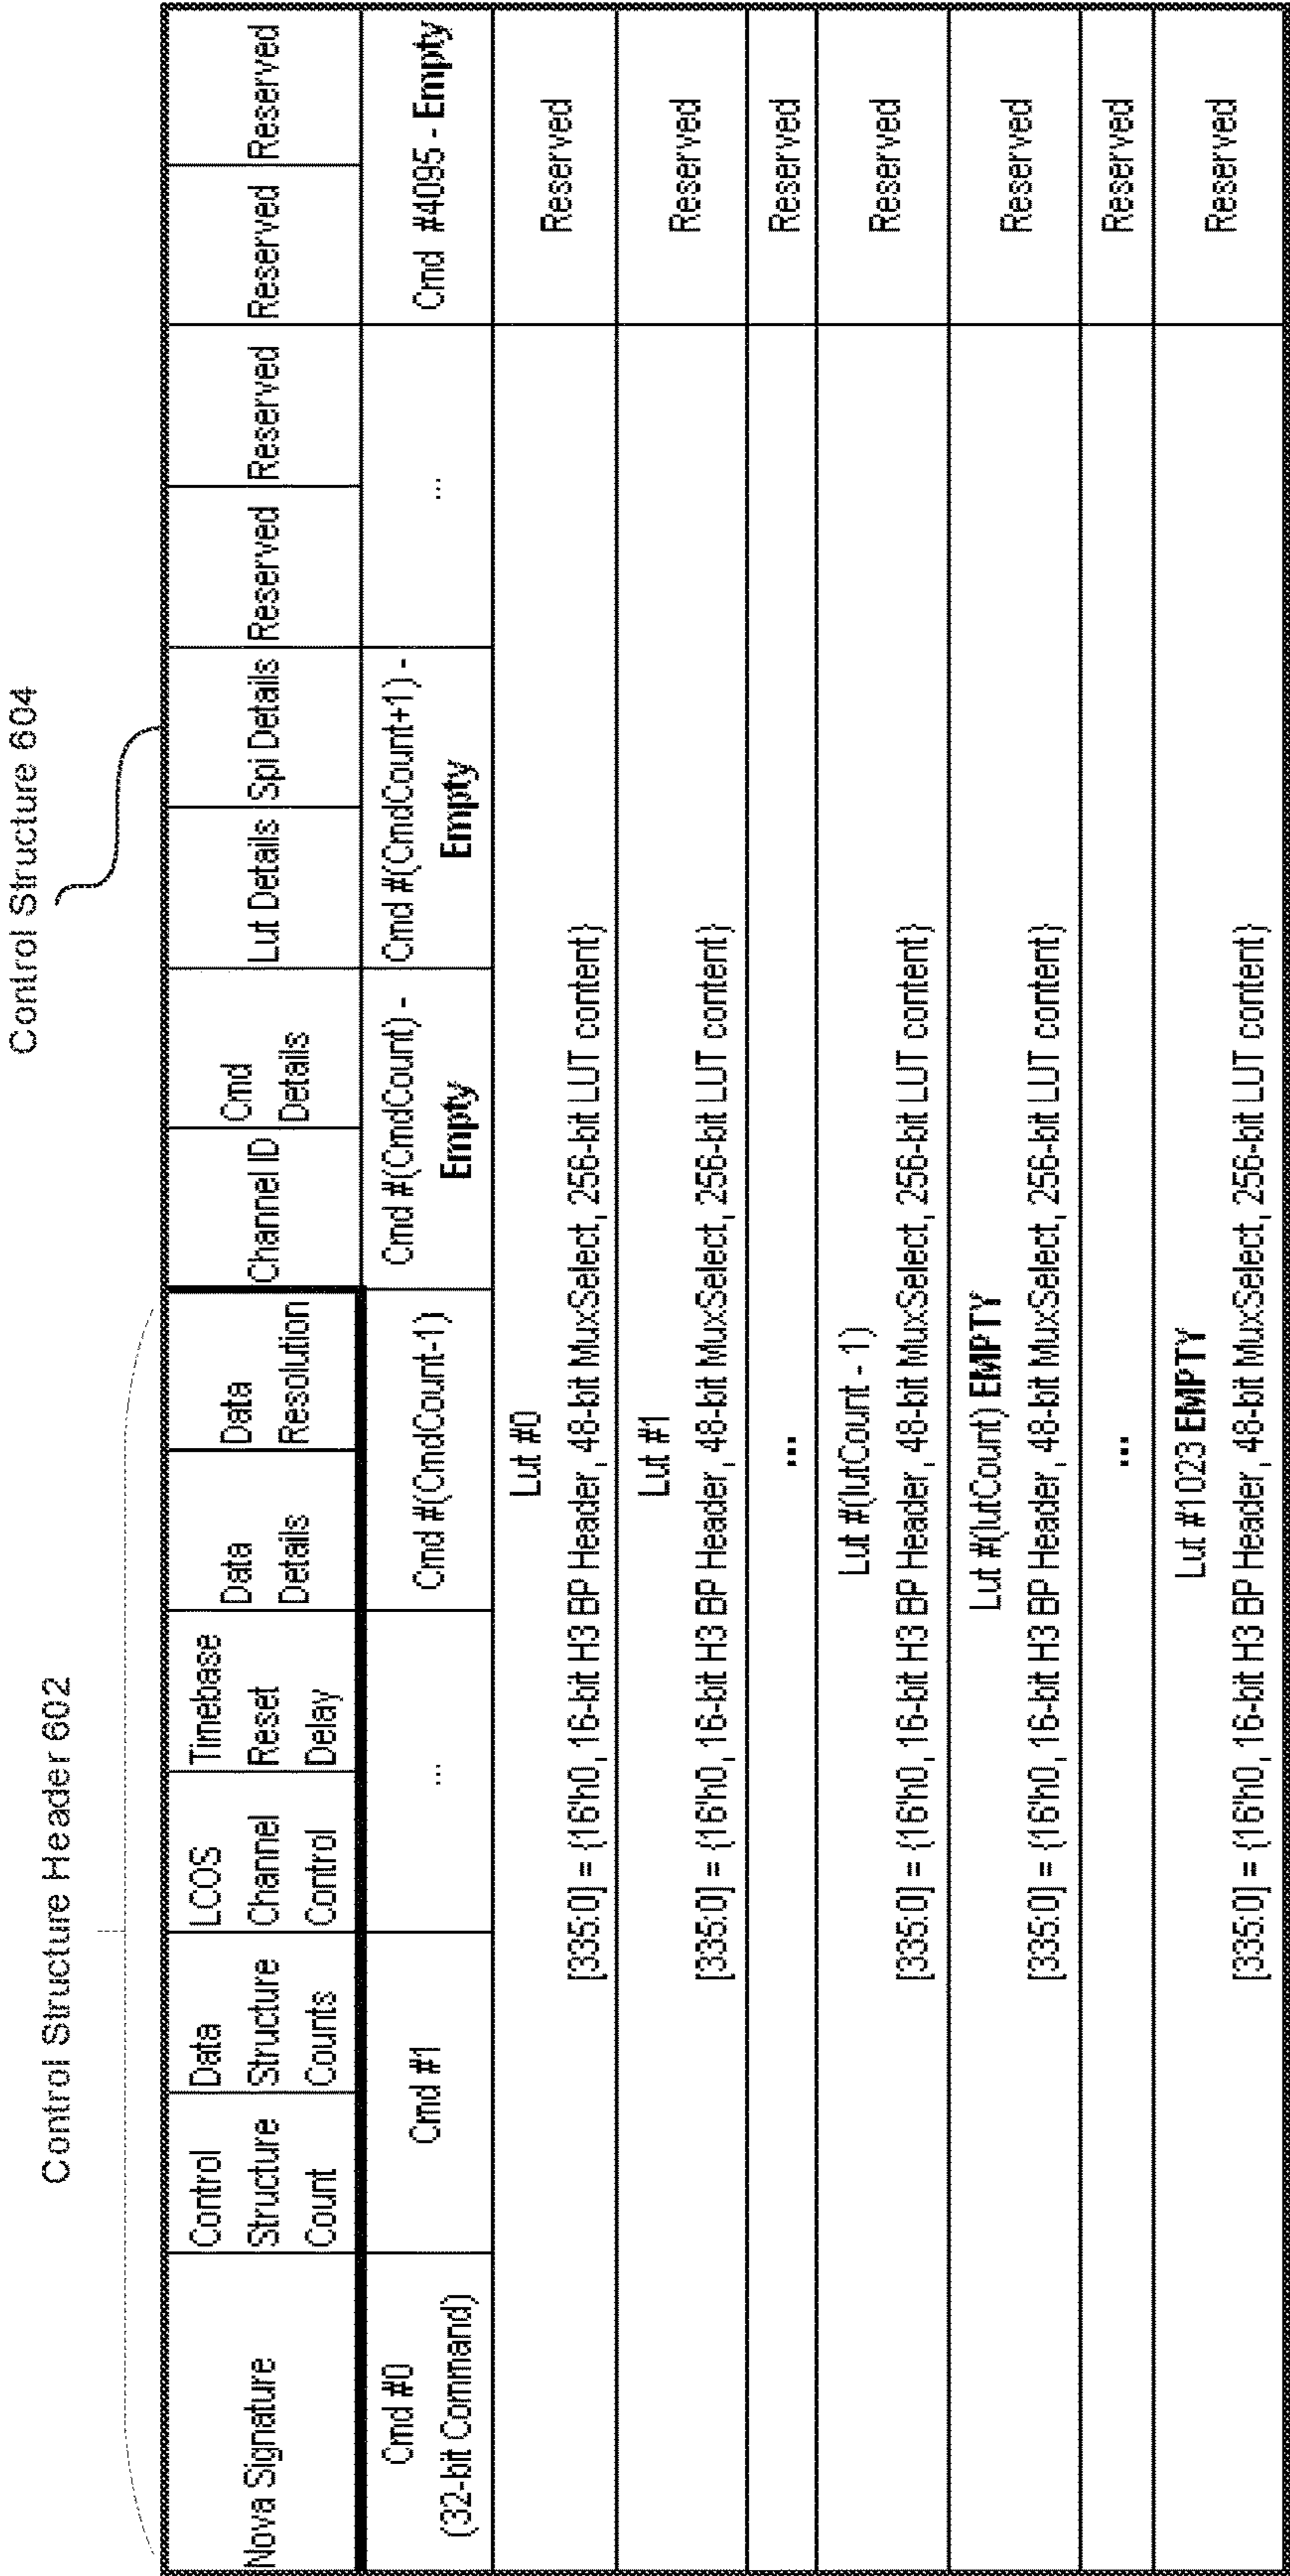 Control Structure Header 602
Control Structure 604
Nova Signature
Control
Structure
Count
Data
Structure
Counts
LCOS
Channel
Control
Timebase
Reset
Delay
Data
Details
Data
Resolution
Channel ID
Cmd
Details
Lut Details
Spi Details
Reserved
Reserved
Reserved
Reserved
Cmd #0
(32-bit Command)
Cmd #1
...
Cmd #(CmdCount-1)
Cmd #(CmdCount) -
Empty
Cmd #(CmdCount+1) -
Empty
...
Cmd #4095 - Empty
Lut #0
[335:0] = {16'h0, 16-bit H3 BP Header, 48-bit MuxSelect, 256-bit LUT content}
Reserved
Lut #1
[335:0] = {16'h0, 16-bit H3 BP Header, 48-bit MuxSelect, 256-bit LUT content}
Reserved
...
Reserved
Lut #(lutCount - 1)
[335:0] = {16'h0, 16-bit H3 BP Header, 48-bit MuxSelect, 256-bit LUT content}
Reserved
Lut #(lutCount) EMPTY
[335:0] = {16'h0, 16-bit H3 BP Header, 48-bit MuxSelect, 256-bit LUT content}
Reserved
...
Reserved
Lut #1023 EMPTY
[335:0] = {16'h0, 16-bit H3 BP Header, 48-bit MuxSelect, 256-bit LUT content}
Reserved